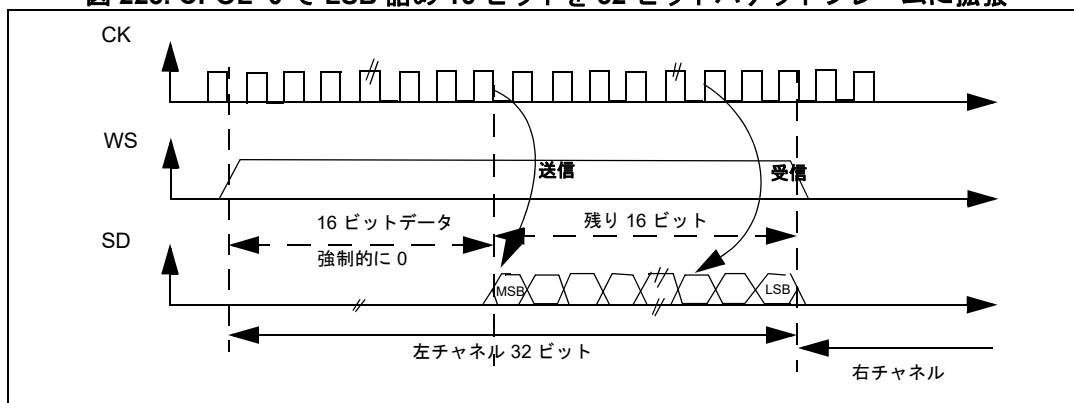 CK
WS
送信
受信
16 ビットデータ
残り 16 ビット
SD
強制的に 0
MSB
LSB
左チャネル 32 ビット
右チャネル